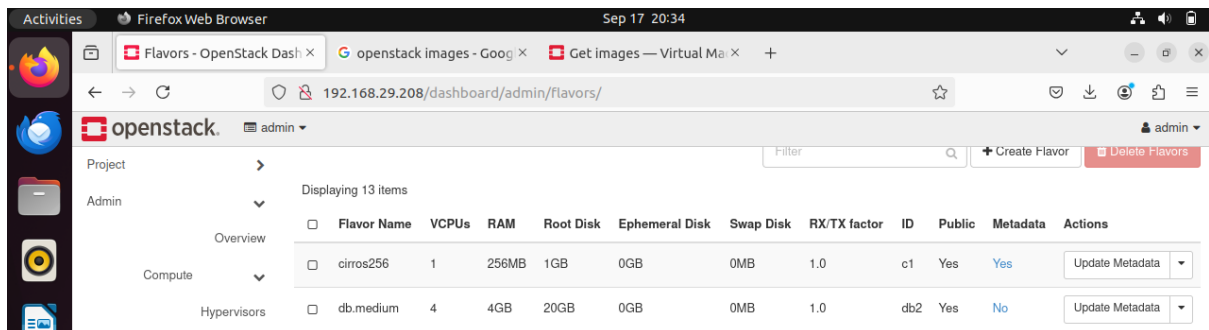 Activities Firefox Web Browser Sep 17 20:34
Flavors - OpenStack Dash openstack images - Goog Get images — Virtual Ma
192.168.29.208/dashboard/admin/flavors/
openstack. admin admin
Project Filter Create Flavor Delete Flavors
Displaying 13 items
Admin
Flavor Name VCPUs RAM Root Disk Ephemeral Disk Swap Disk RX/TX factor ID Public Metadata Actions
Overview
cirros256 1 256MB 1GB 0GB 0MB 1.0 c1 Yes Yes Update Metadata
Compute
Hypervisors db.medium 4 4GB 20GB 0GB 0MB 1.0 db2 Yes No Update Metadata